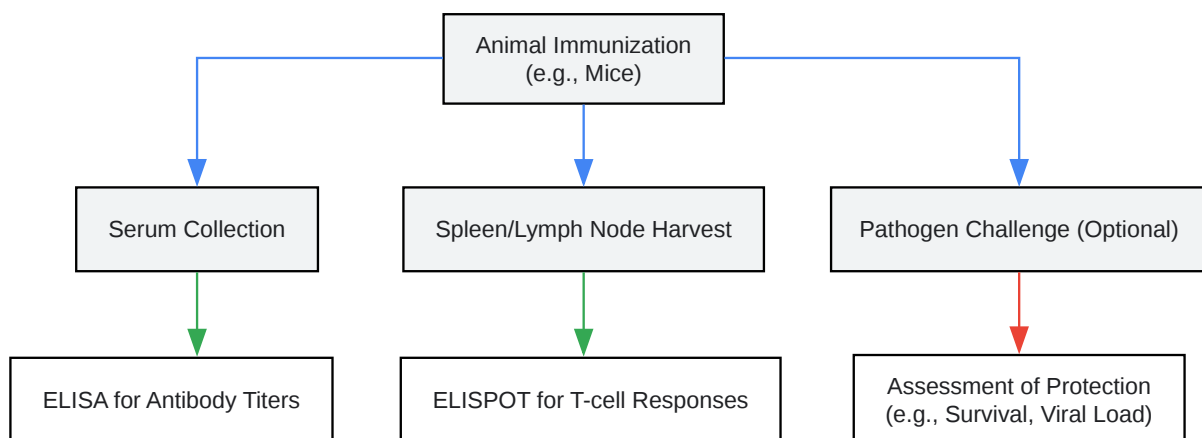 Animal Immunization
(e.g., Mice)
Serum Collection
Spleen/Lymph Node Harvest
Pathogen Challenge (Optional)
ELISA for Antibody Titers
ELISPOT for T-cell Responses
Assessment of Protection
(e.g., Survival, Viral Load)